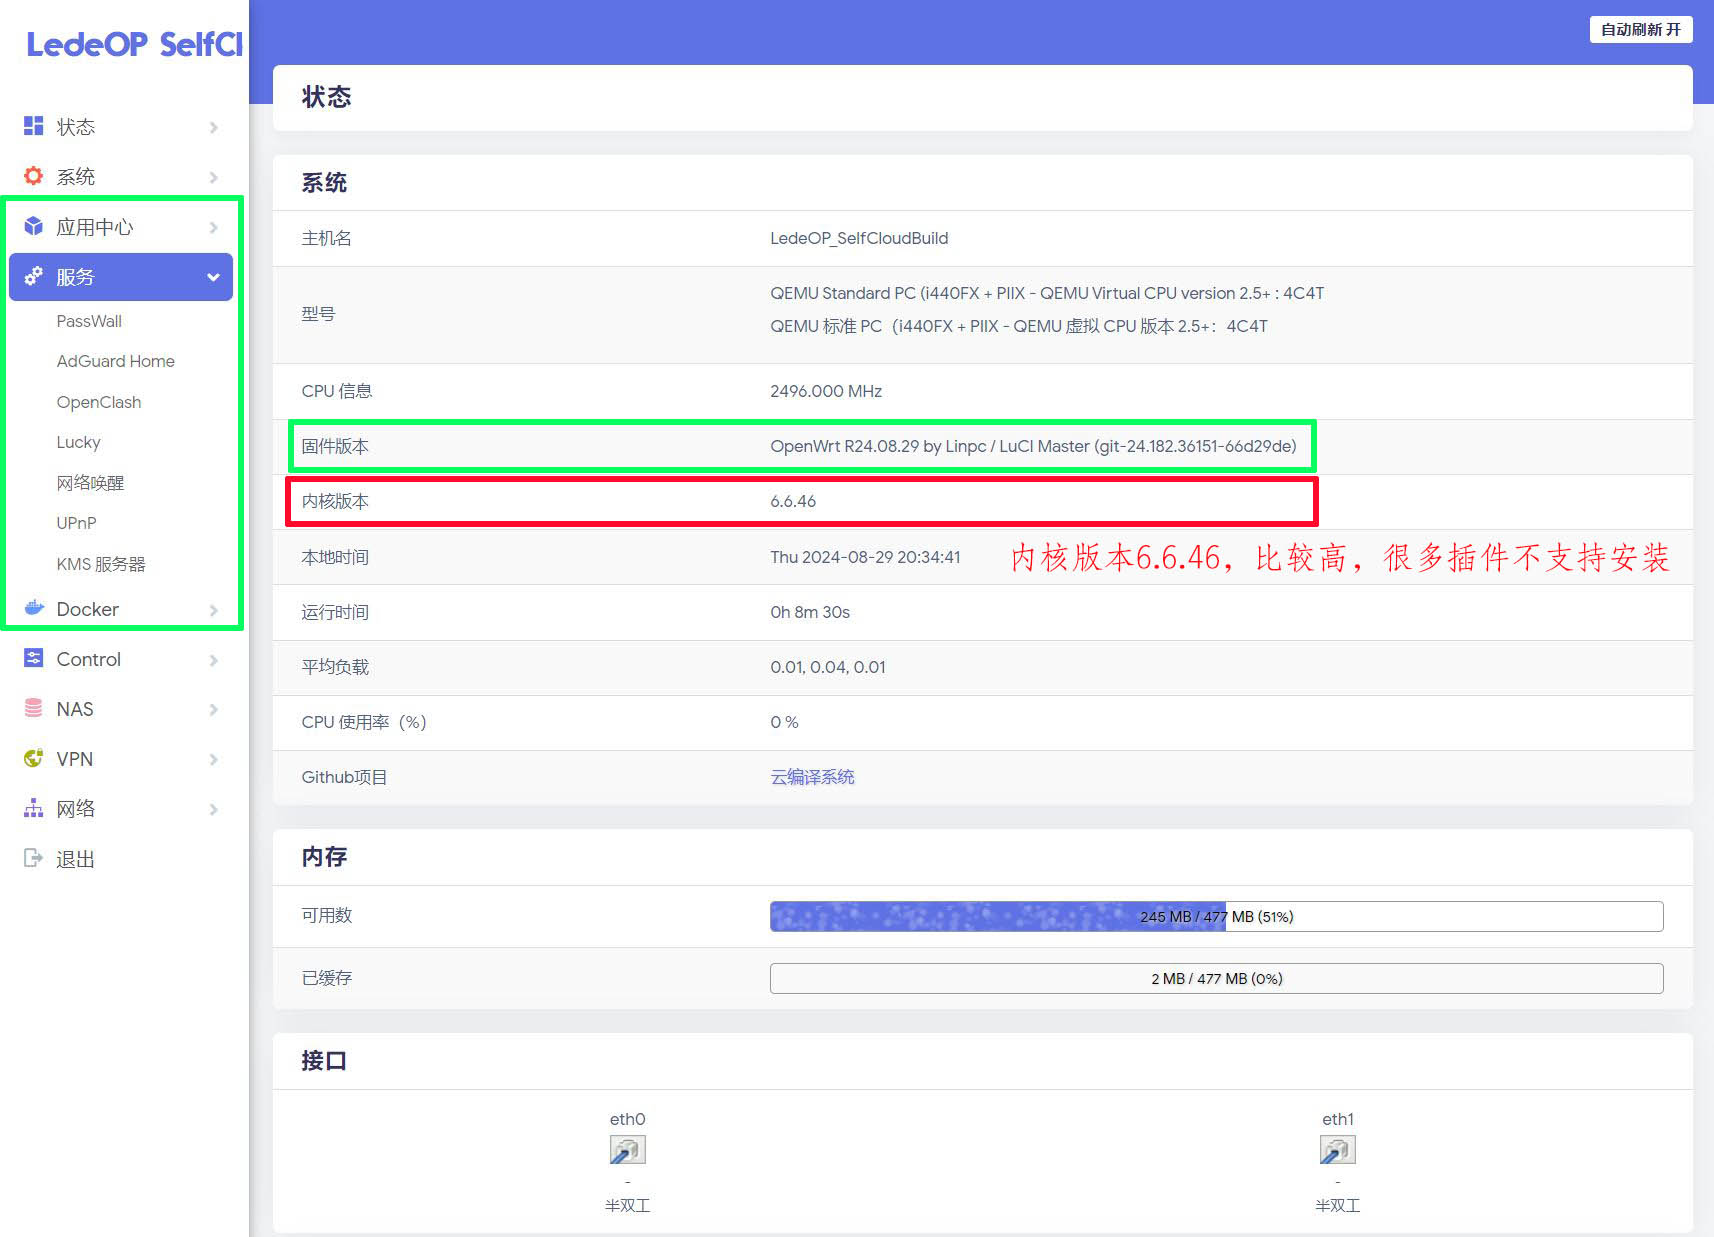 LedeOP SelfCl
自动刷新 开
状态
系统
应用中心
服务
PassWall
AdGuard Home
OpenClash
Lucky
网络唤醒
UPnP
KMS 服务器
Docker
Control
NAS
VPN
网络
退出
状态
系统
主机名 LedeOP_SelfCloudBuild
型号 QEMU Standard PC (i440FX + PIIX - QEMU Virtual CPU version 2.5+ : 4C4T
QEMU 标准 PC（i440FX + PIIX - QEMU 虚拟 CPU 版本 2.5+：4C4T
CPU 信息 2496.000 MHz
固件版本 OpenWrt R24.08.29 by Linpc / LuCI Master (git-24.182.36151-66d29de)
内核版本 6.6.46
本地时间 Thu 2024-08-29 20:34:41 内核版本6.6.46，比较高，很多插件不支持安装
运行时间 0h 8m 30s
平均负载 0.01, 0.04, 0.01
CPU 使用率（%） 0 %
Github项目 云编译系统
内存
可用数 245 MB / 477 MB (51%)
已缓存 2 MB / 477 MB (0%)
接口
eth0 eth1
- -
半双工 半双工